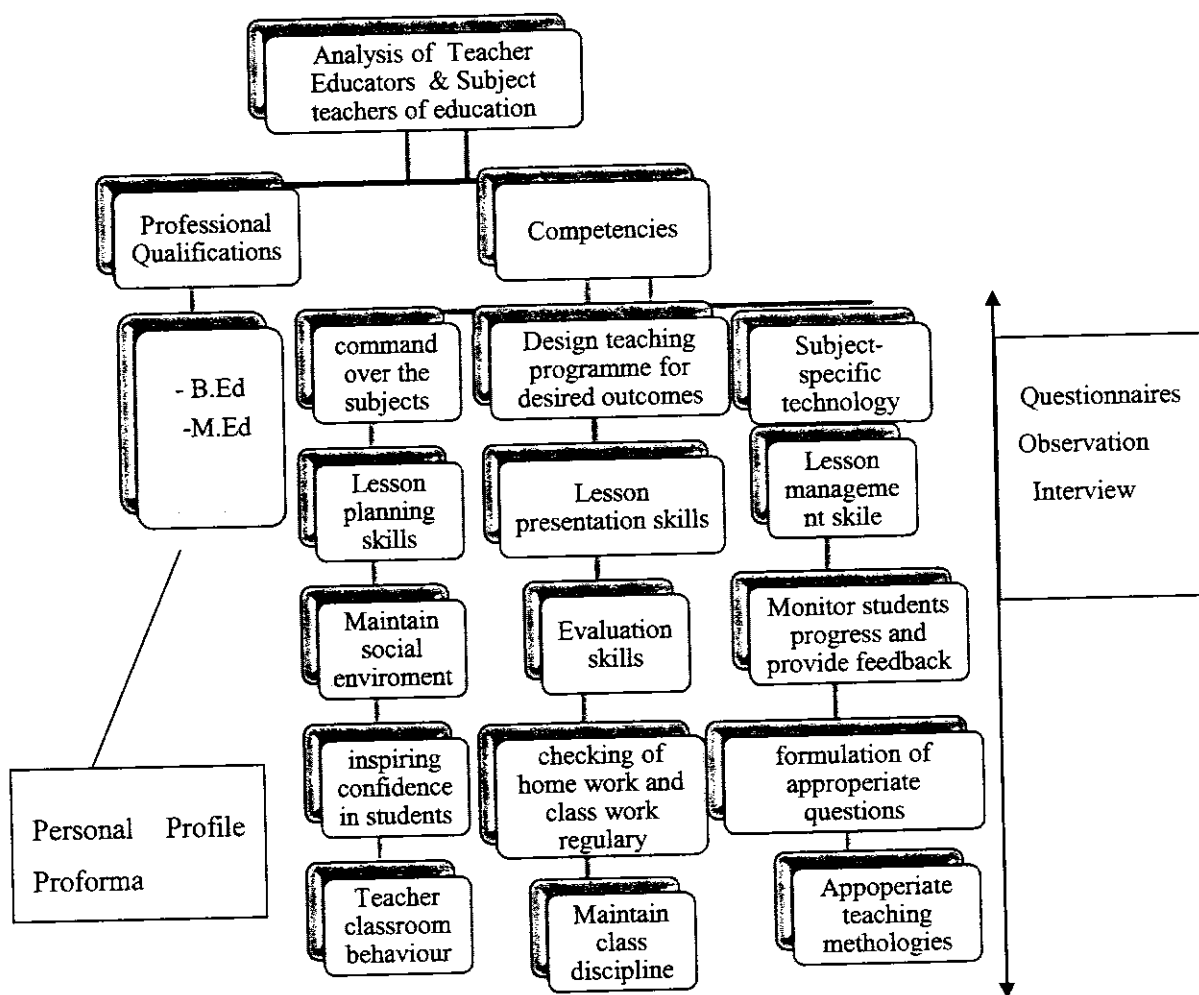 Analysis of Teacher
Educators & Subject
teachers of education
Professional
Qualifications
Competencies
- B.Ed
-M.Ed
command
over the
subjects
Design teaching
programme for
desired outcomes
Subject-
specific
technology
Questionnaires
Observation
Interview
Lesson
planning
skills
Lesson
presentation skills
Lesson
manageme
nt skile
Maintain
social
enviroment
Evaluation
skills
Monitor students
progress and
provide feedback
inspiring
confidence
in students
checking of
home work and
class work
regulary
formulation of
approperiate
questions
Personal Profile
Proforma
Teacher
classroom
behaviour
Maintain
class
discipline
Appoperiate
teaching
methologies